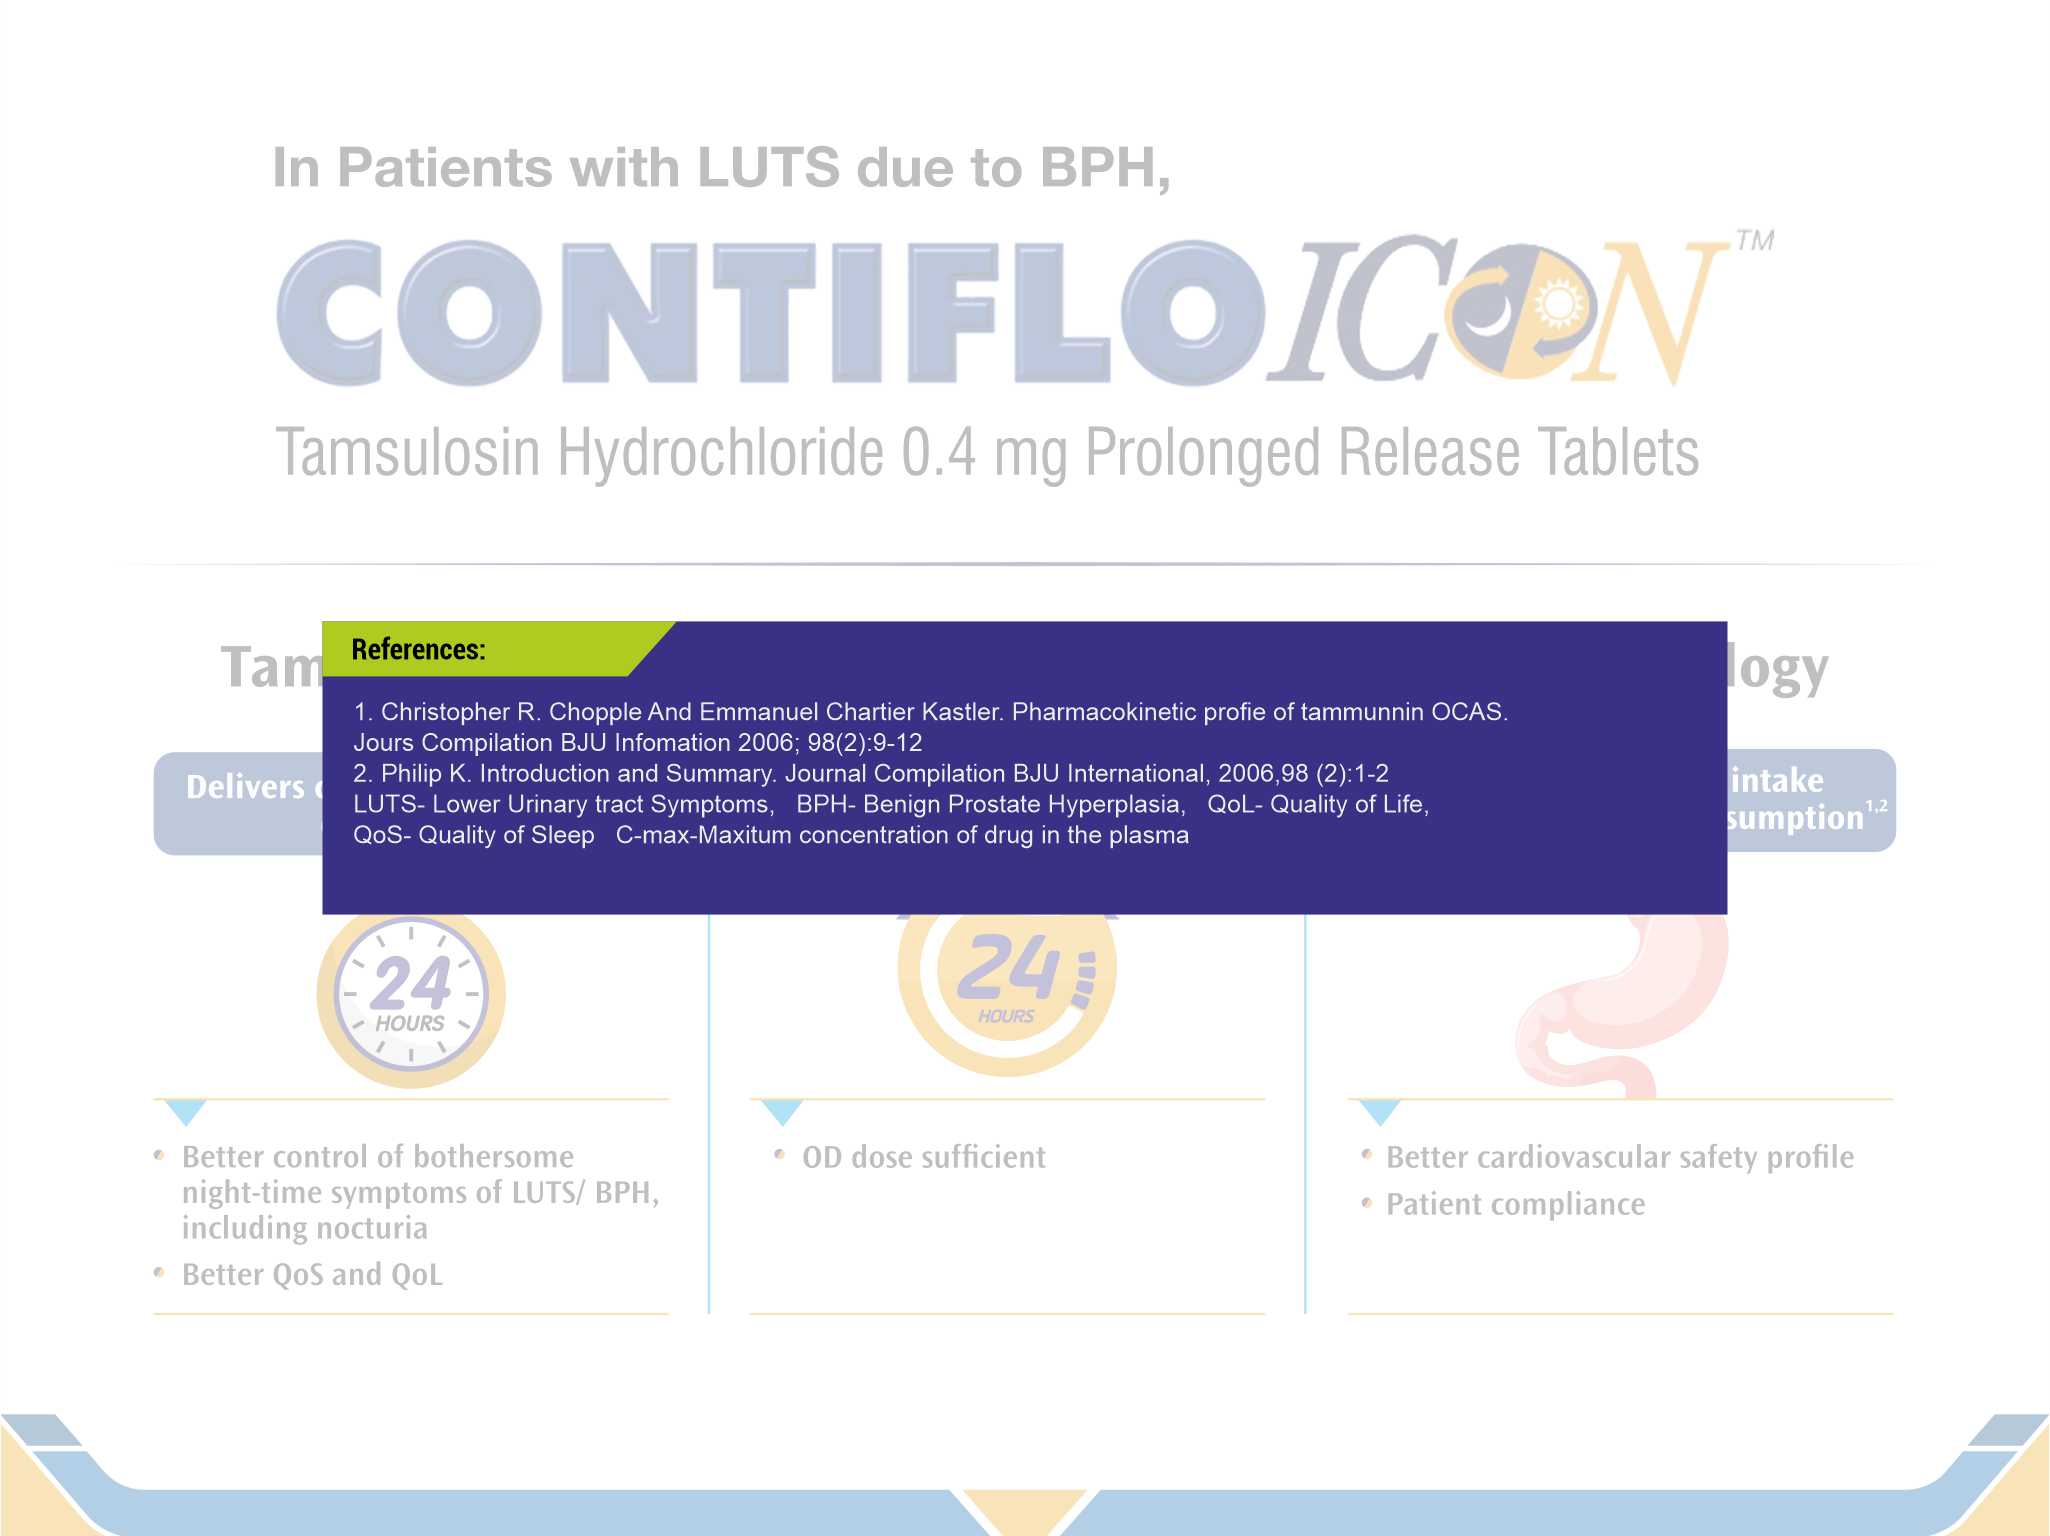 In Patients with LUTS due to BPH,
CONTIFLO ICON™
Tamsulosin Hydrochloride 0.4 mg Prolonged Release Tablets
References:
1. Christopher R. Chopple And Emmanuel Chartier Kastler. Pharmacokinetic profie of tammunnin OCAS.
Jours Compilation BJU Infomation 2006; 98(2):9-12
2. Philip K. Introduction and Summary. Journal Compilation BJU International, 2006,98 (2):1-2
LUTS- Lower Urinary tract Symptoms, BPH- Benign Prostate Hyperplasia, QoL- Quality of Life,
QoS- Quality of Sleep C-max-Maxitum concentration of drug in the plasma
Delivers
intake
24
HOURS
24
HOURS
Better control of bothersome
night-time symptoms of LUTS/ BPH,
including nocturia
Better QoS and QoL
OD dose sufficient
Better cardiovascular safety profile
Patient compliance